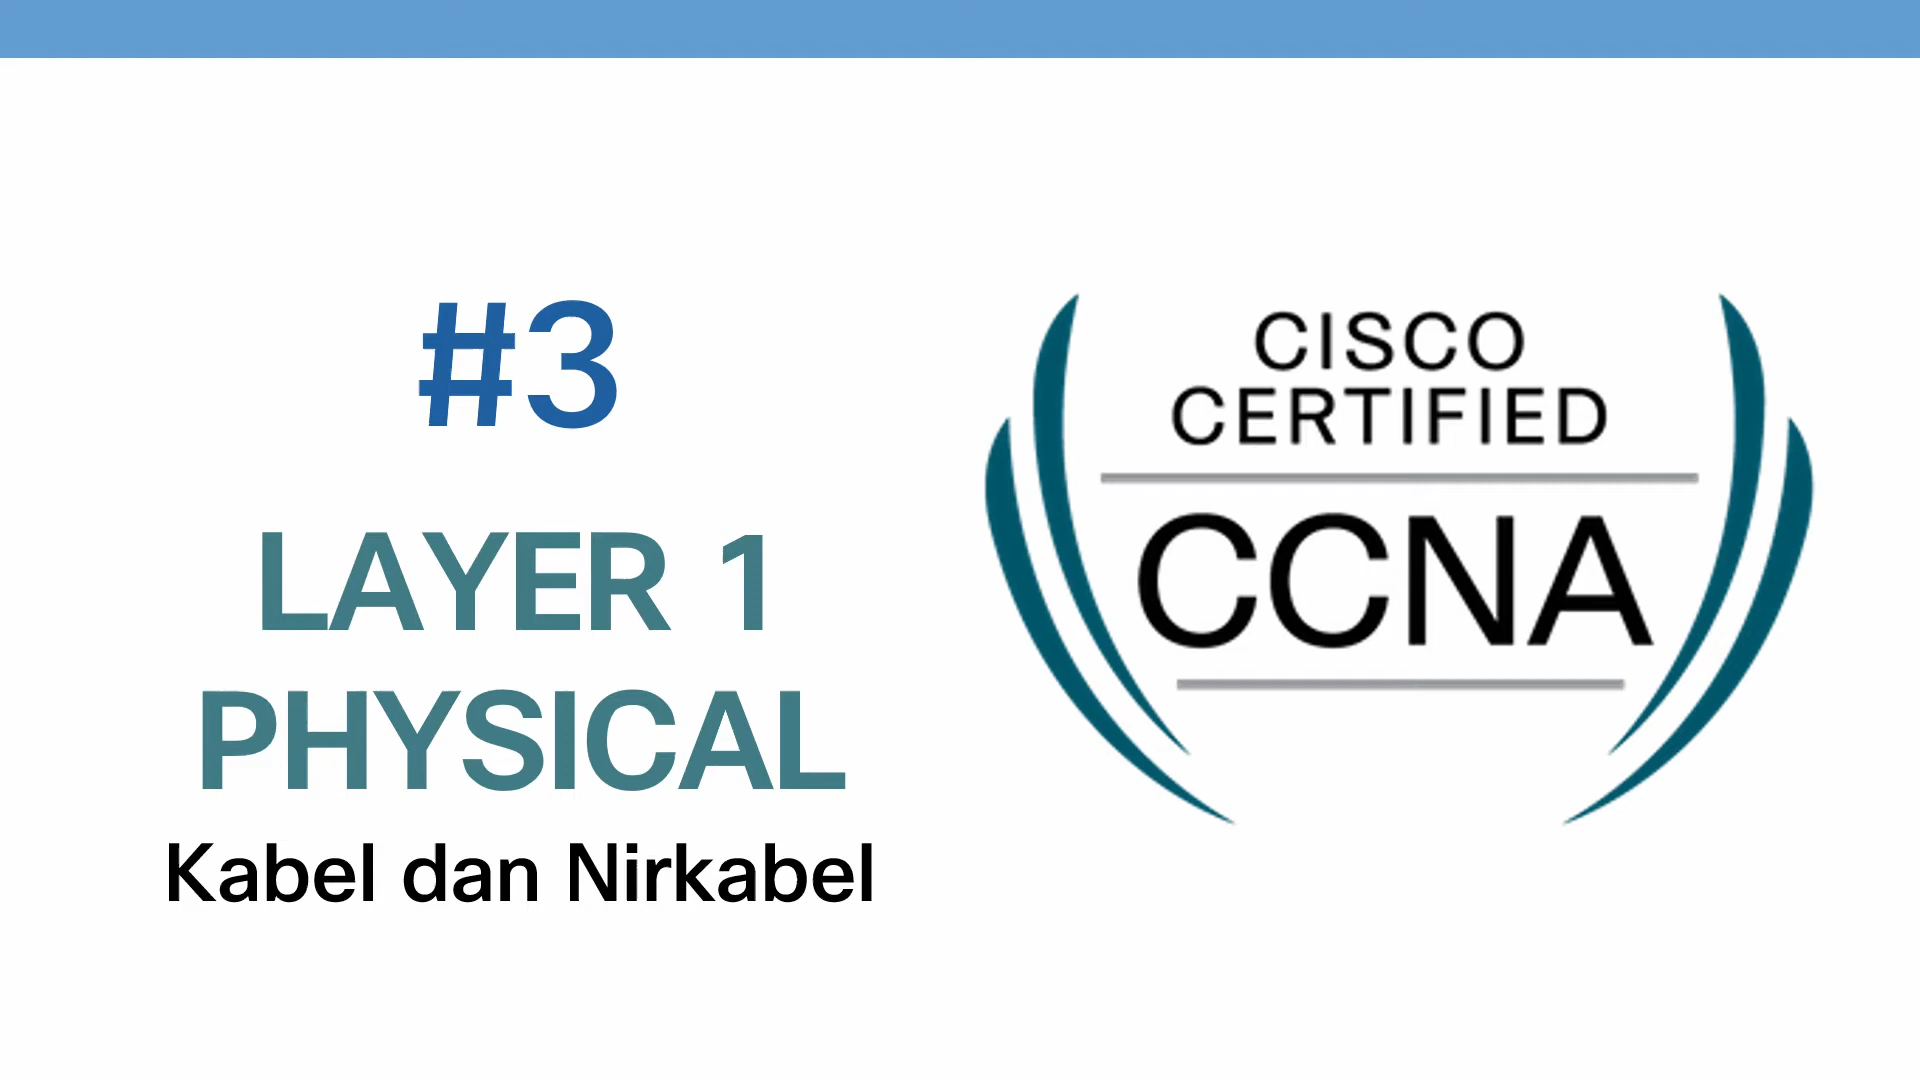 #3
LAYER 1
PHYSICAL
Kabel dan Nirkabel
CISCO
CERTIFIED
CCNA